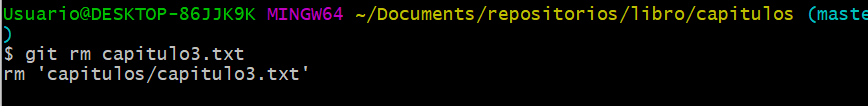 Usuario@DESKTOP-86JJK9K MINGW64 ~/Documents/repositorios/libro/capitulos (maste
)
$ git rm capitulo3.txt
rm 'capitulos/capitulo3.txt'